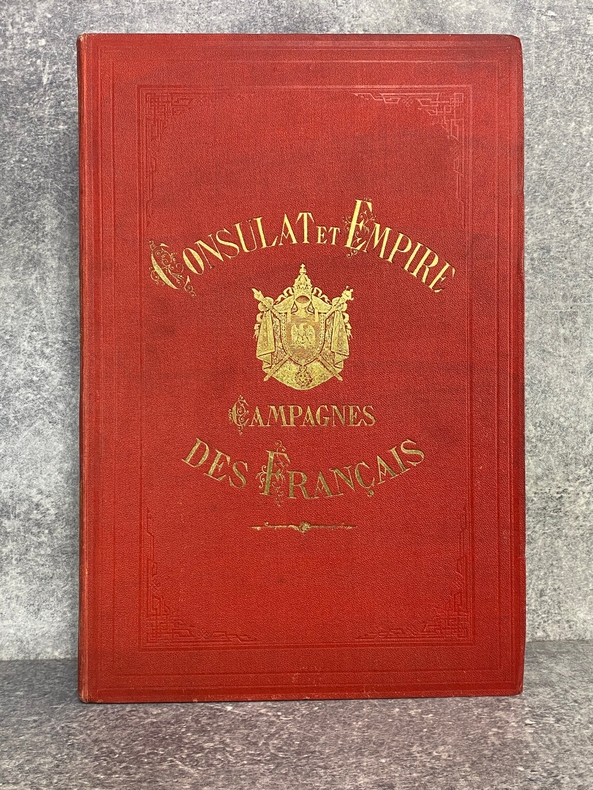 CONSULAT ET EMPIRE
CAMPAGNES
DES FRANÇAIS